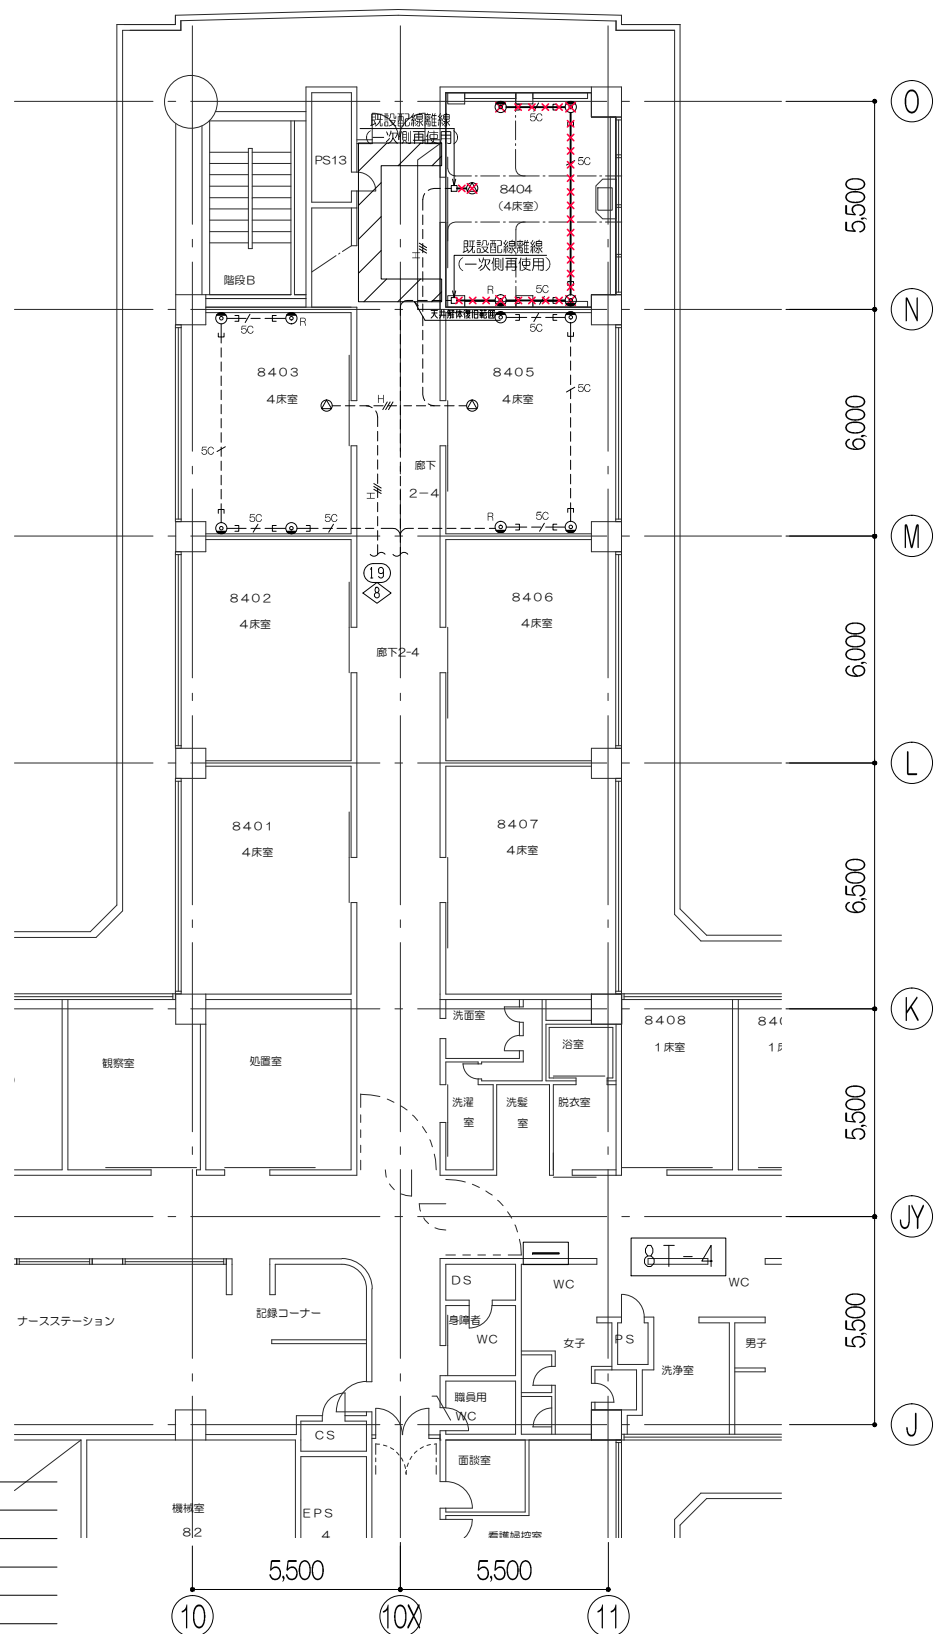 O
既設配線離線
(一次側再使用)
5C
PS13
5C
8404
(4床室)
5,500
H
既設配線離線
(一次側再使用)
階段B
R
5C
N
天井解体復旧範囲
5C
R
5C
8403
4床室
8405
4床室
5C
H
6,000
5C
廊下
2-4
H
5C
5C
R
5C
M
19
8
8402
4床室
8406
4床室
廊下2-4
6,000
L
8401
4床室
8407
4床室
6,500
K
洗面室
浴室
8408
1床室
観察室
処置室
洗濯
室
洗髪
室
脱衣室
5,500
JY
8T-4
DS
WC
WC
ナースステーション
記録コーナー
身障者
WC
女子
PS
男子
洗浄室
5,500
職員用
WC
J
CS
面談室
機械室
82
EPS
4
看護婦控室
5,500
5,500
10
10X
11